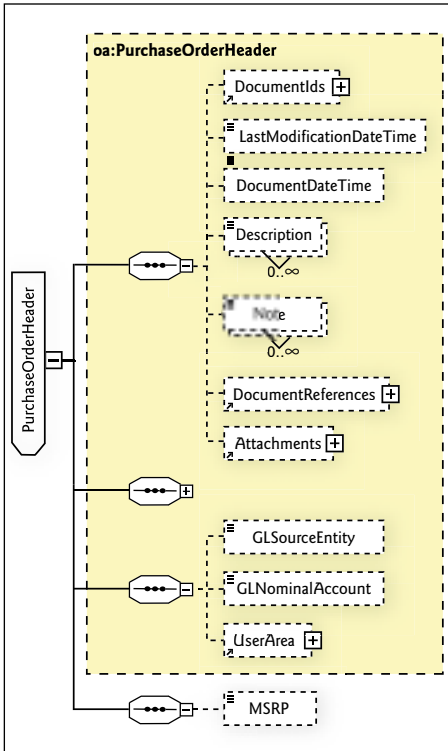 oa:PurchaseOrderHeader
DocumentIds
LastModificationDateTime
DocumentDateTime
Description
0..∞
Note
0..∞
DocumentReferences
Attachments
PurchaseOrderHeader
GLSourceEntity
GLNominalAccount
UserArea
MSRP